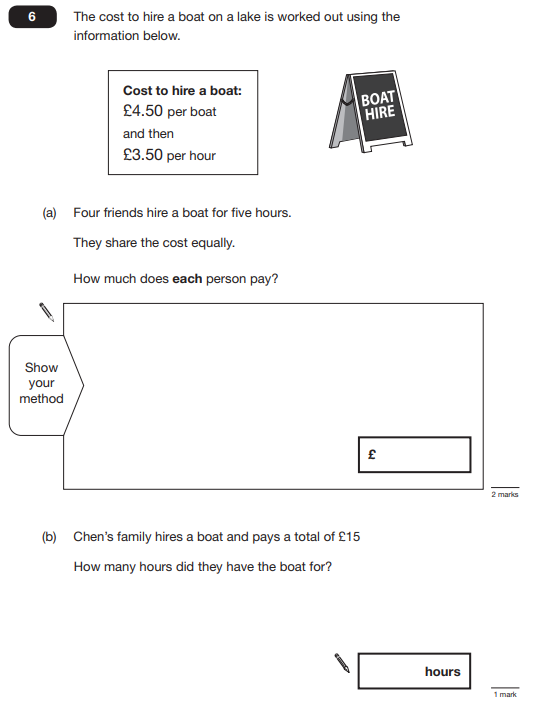 6
The cost to hire a boat on a lake is worked out using the
information below.
Cost to hire a boat:
£4.50 per boat
and then
£3.50 per hour
BOAT
HIRE
(a) Four friends hire a boat for five hours.
They share the cost equally.
How much does each person pay?
Show
your
method
£
2 marks
(b) Chen’s family hires a boat and pays a total of £15
How many hours did they have the boat for?
hours
1 mark